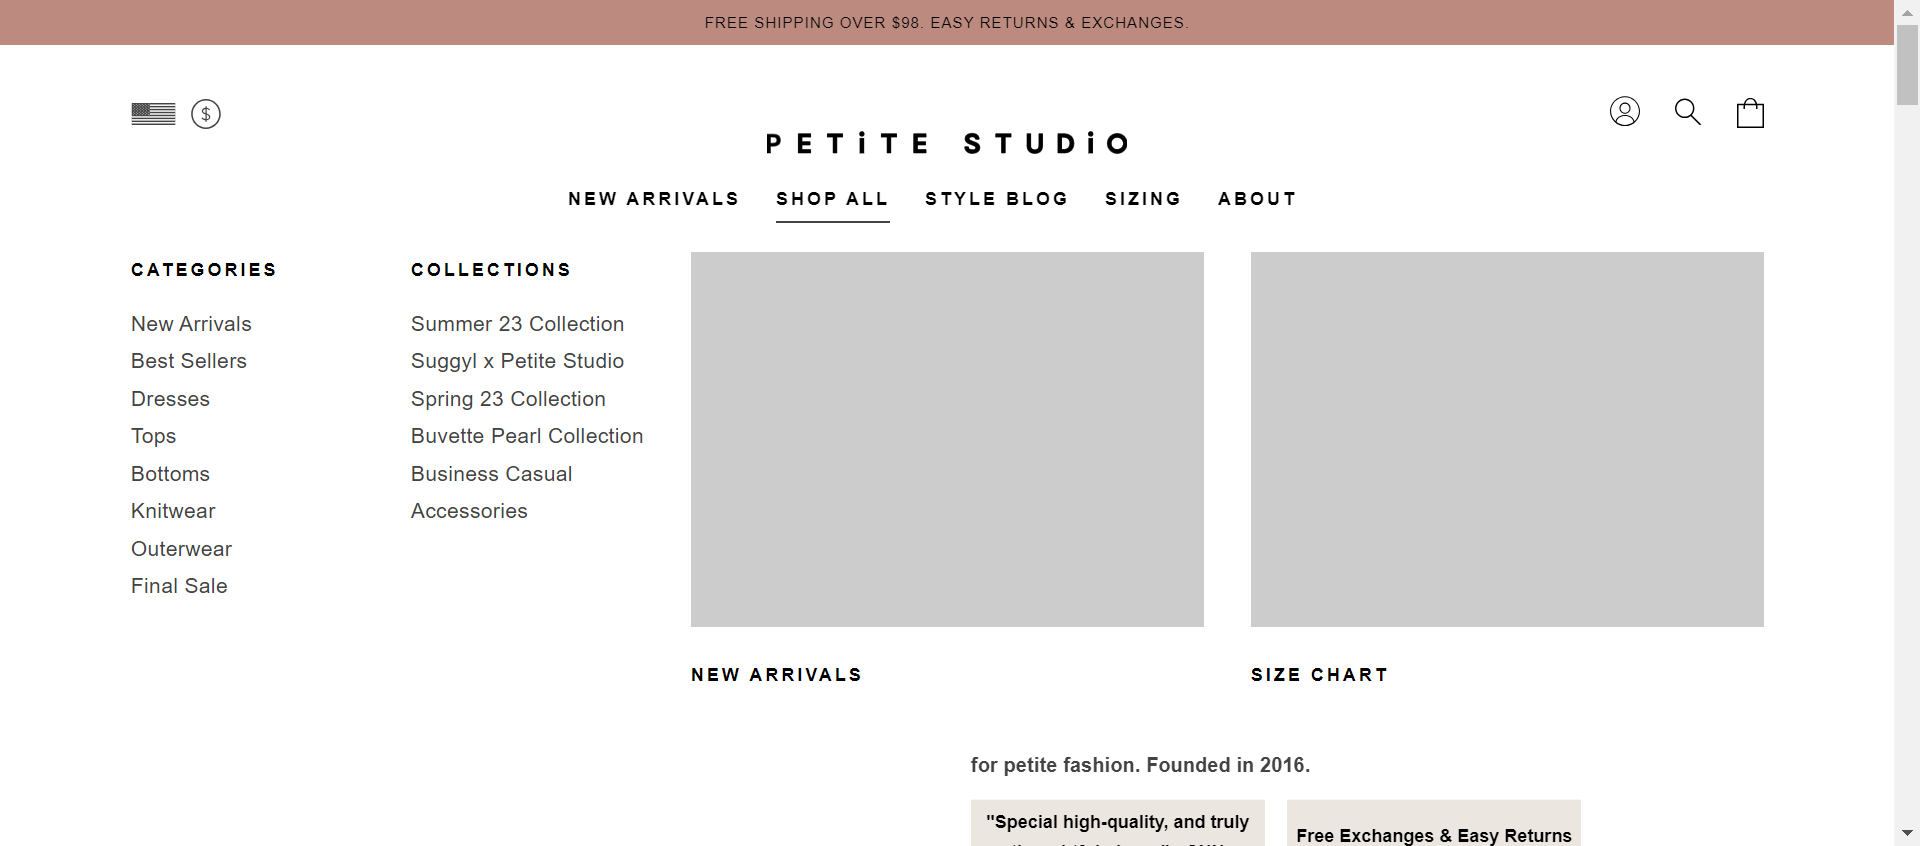 FREE SHIPPING OVER $98. EASY RETURNS & EXCHANGES.
$
PETiTE STUDiO
NEW ARRIVALS
SHOP ALL
STYLE BLOG
SIZING
ABOUT
CATEGORIES
New Arrivals
Best Sellers
Dresses
Tops
Bottoms
Knitwear
Outerwear
Final Sale
COLLECTIONS
Summer 23 Collection
Suggyl x Petite Studio
Spring 23 Collection
Buvette Pearl Collection
Business Casual
Accessories
NEW ARRIVALS
SIZE CHART
for petite fashion. Founded in 2016.
"Special high-quality, and truly
Free Exchanges & Easy Returns